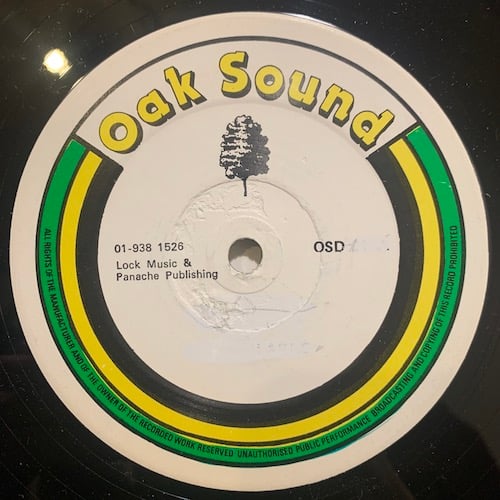 Oak Sound
01-938 1526
OSD
Lock Music &
Panache Publishing
ALL RIGHTS OF THE MANUFACTURER AND OF THE OWNER OF THE RECORDED WORK RESERVED UNAUTHORISED PUBLIC PERFORMANCE BROADCASTING AND COPYING OF THIS RECORD PROHIBITED